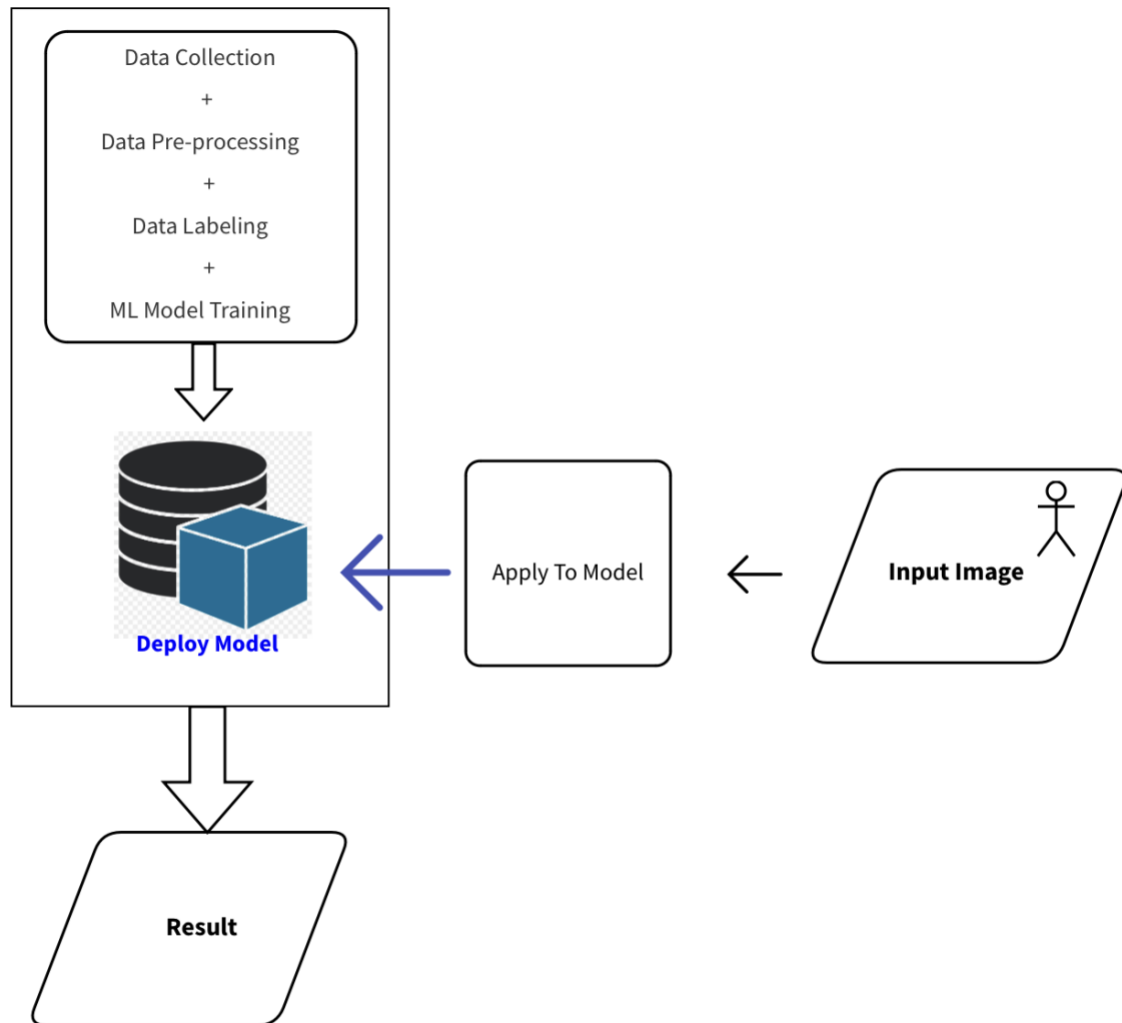 Data Collection
+
Data Pre-processing
+
Data Labeling
+
ML Model Training
Deploy Model
Apply To Model
Input Image
Result